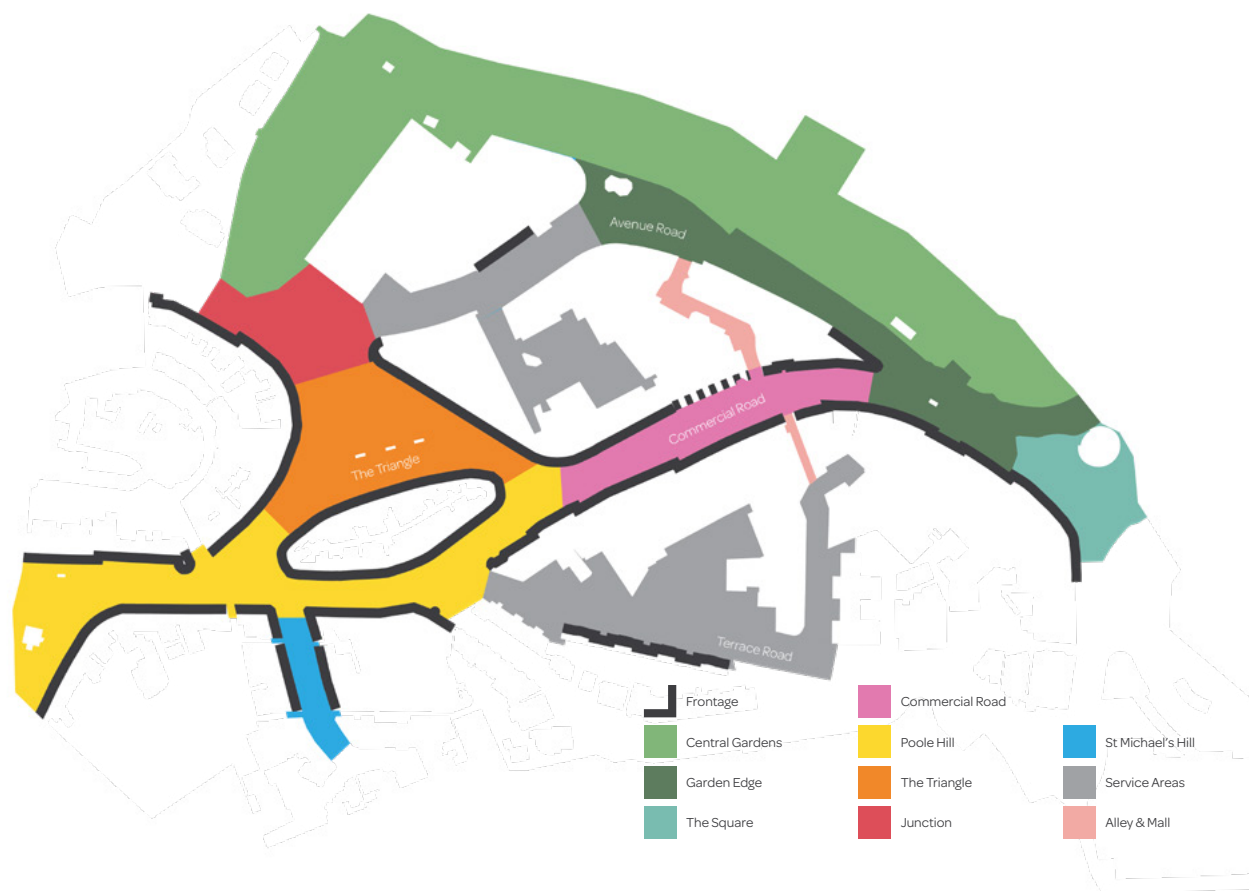 Avenue Road
Commercial Road
The Triangle
Terrace Road
Frontage
Commercial Road
Central Gardens
Poole Hill
St Michael's Hill
Garden Edge
The Triangle
Service Areas
The Square
Junction
Alley & Mall